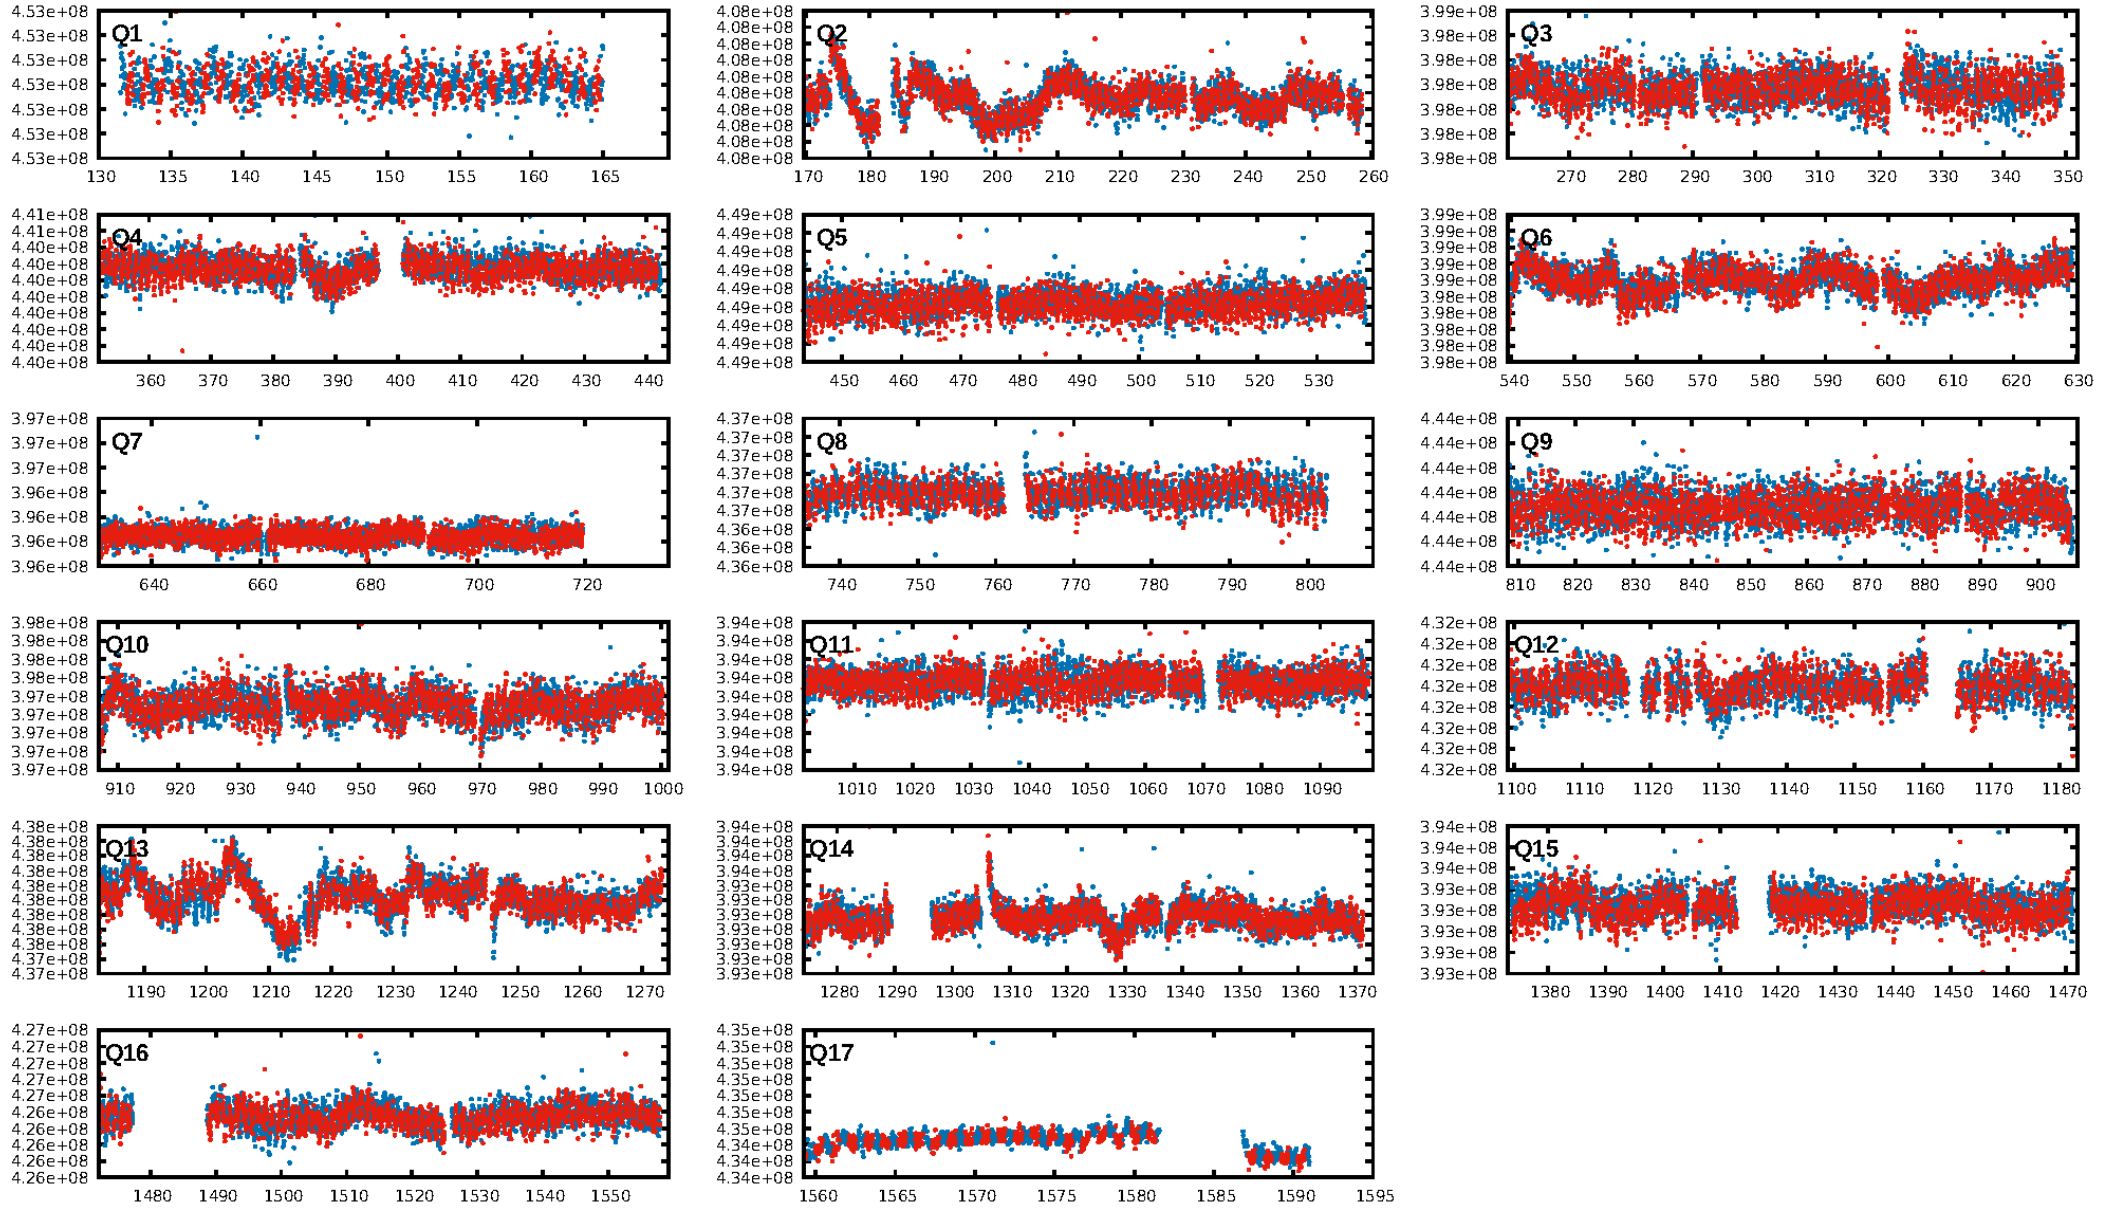 4.53e+08
4.53e+08
4.53e+08
4.53e+08
4.53e+08
4.53e+08
4.53e+08
Q1
130 135 140 145 150 155 160 165
4.08e+08
4.08e+08
4.08e+08
4.08e+08
4.08e+08
4.08e+08
4.08e+08
4.08e+08
4.08e+08
4.08e+08
Q2
170 180 190 200 210 220 230 240 250 260
3.99e+08
3.98e+08
3.98e+08
3.98e+08
3.98e+08
3.98e+08
3.98e+08
Q3
270 280 290 300 310 320 330 340 350
4.41e+08
4.41e+08
4.40e+08
4.40e+08
4.40e+08
4.40e+08
4.40e+08
4.40e+08
4.40e+08
4.40e+08
Q4
360 370 380 390 400 410 420 430 440
4.49e+08
4.49e+08
4.49e+08
4.49e+08
4.49e+08
4.49e+08
4.49e+08
4.49e+08
4.49e+08
Q5
450 460 470 480 490 500 510 520 530
3.99e+08
3.99e+08
3.99e+08
3.99e+08
3.99e+08
3.98e+08
3.98e+08
3.98e+08
3.98e+08
3.98e+08
Q6
540 550 560 570 580 590 600 610 620 630
3.97e+08
3.97e+08
3.97e+08
3.96e+08
3.96e+08
3.96e+08
3.96e+08
Q7
640 660 680 700 720
4.37e+08
4.37e+08
4.37e+08
4.37e+08
4.37e+08
4.37e+08
4.36e+08
4.36e+08
4.36e+08
Q8
740 750 760 770 780 790 800
4.44e+08
4.44e+08
4.44e+08
4.44e+08
4.44e+08
4.44e+08
4.44e+08
Q9
810 820 830 840 850 860 870 880 890 900
3.98e+08
3.98e+08
3.98e+08
3.98e+08
3.97e+08
3.97e+08
3.97e+08
3.97e+08
3.97e+08
Q10
910 920 930 940 950 960 970 980 990 1000
3.94e+08
3.94e+08
3.94e+08
3.94e+08
3.94e+08
3.94e+08
3.94e+08
3.94e+08
3.94e+08
Q11
1010 1020 1030 1040 1050 1060 1070 1080 1090
4.32e+08
4.32e+08
4.32e+08
4.32e+08
4.32e+08
4.32e+08
4.32e+08
4.32e+08
Q12
1100 1110 1120 1130 1140 1150 1160 1170 1180
4.38e+08
4.38e+08
4.38e+08
4.38e+08
4.38e+08
4.38e+08
4.38e+08
4.38e+08
4.38e+08
4.37e+08
4.37e+08
Q13
1190 1200 1210 1220 1230 1240 1250 1260 1270
3.94e+08
3.94e+08
3.94e+08
3.94e+08
3.93e+08
3.93e+08
3.93e+08
3.93e+08
3.93e+08
3.93e+08
3.93e+08
Q14
1280 1290 1300 1310 1320 1330 1340 1350 1360 1370
3.94e+08
3.94e+08
3.94e+08
3.93e+08
3.93e+08
3.93e+08
3.93e+08
3.93e+08
Q15
1380 1390 1400 1410 1420 1430 1440 1450 1460 1470
4.27e+08
4.27e+08
4.27e+08
4.27e+08
4.27e+08
4.26e+08
4.26e+08
4.26e+08
4.26e+08
4.26e+08
Q16
1480 1490 1500 1510 1520 1530 1540 1550
4.35e+08
4.35e+08
4.35e+08
4.35e+08
4.35e+08
4.35e+08
4.35e+08
4.34e+08
4.34e+08
4.34e+08
Q17
1560 1565 1570 1575 1580 1585 1590 1595